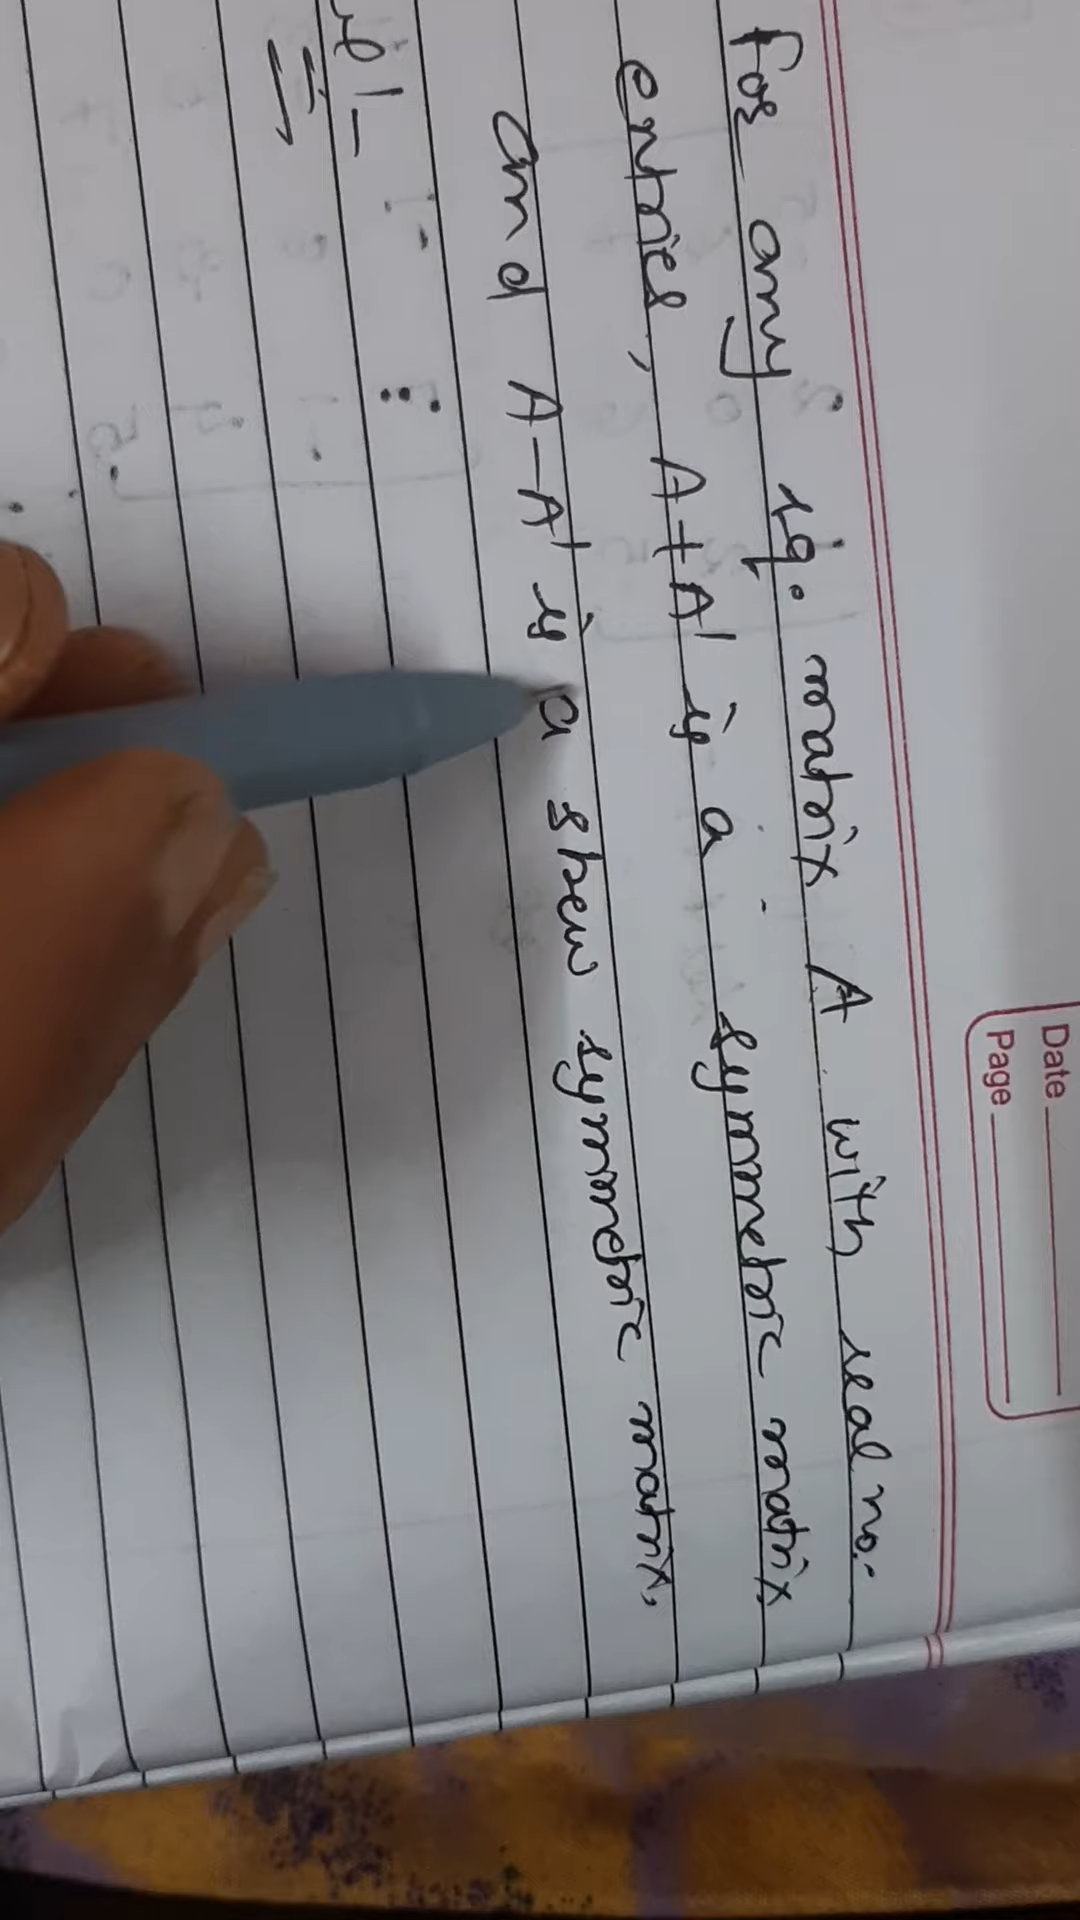 Date
Page
For any sq. matrix A with real no.
entries, A+A' is a symmetric matrix
and A-A' is a skew symmetric matrix.